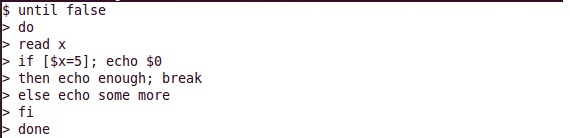 $ until false
> do
> read x
> if [$x=5]; echo $0
> then echo enough; break
> else echo some more
> fi
> done